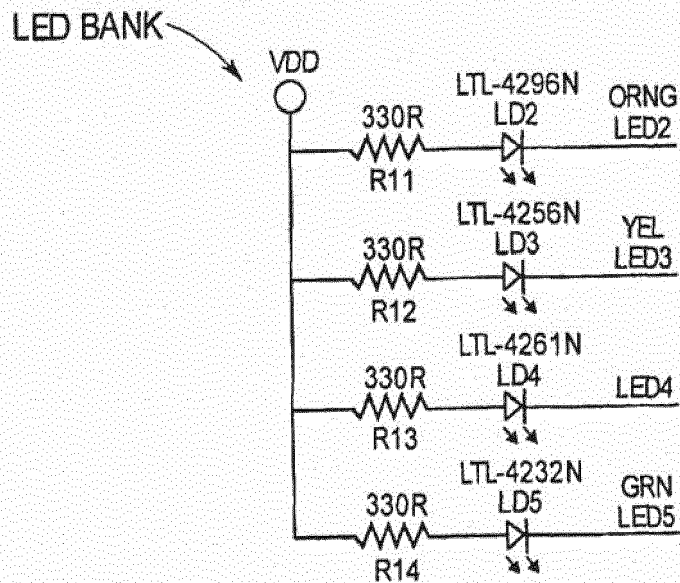 LED BANK
VDD
LTL-4296N
330R
LD2
ORNG
LED2
R11
LTL-4256N
330R
LD3
YEL
LED3
R12
LTL-4261N
330R
LD4
LED4
R13
LTL-4232N
330R
LD5
GRN
LED5
R14